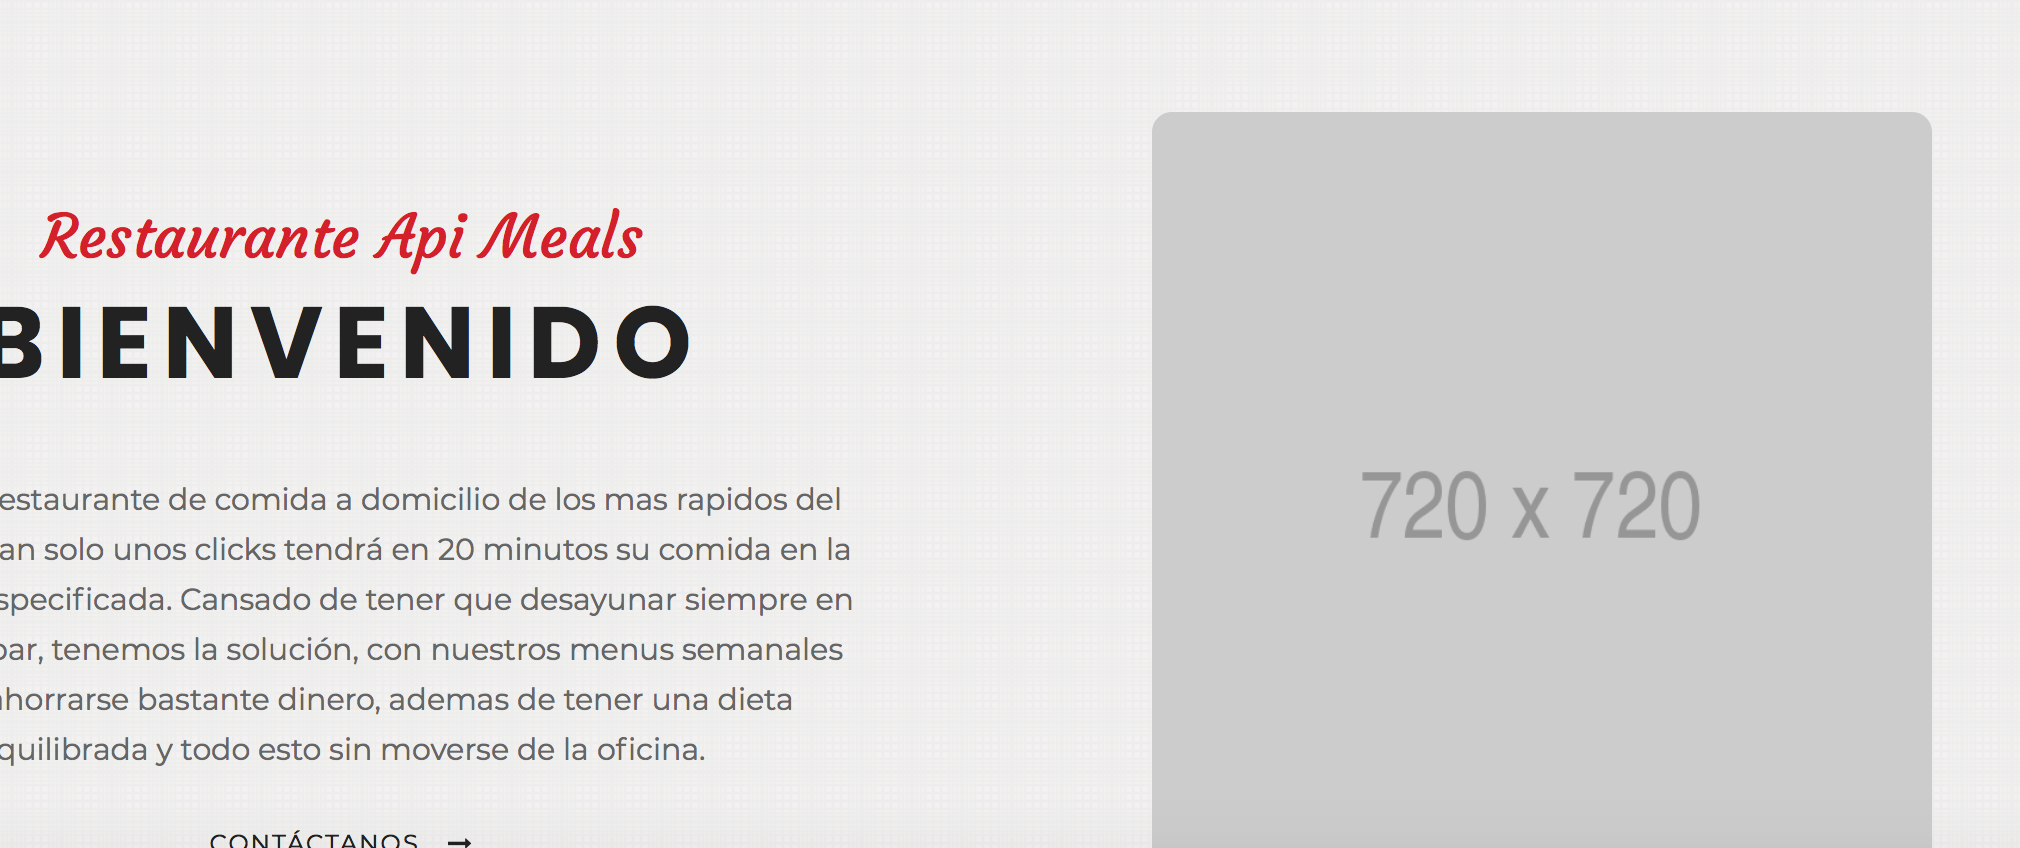 Restaurante Api Meals
BIENVENIDO
estaurante de comida a domicilio de los mas rapidos del
an solo unos clicks tendrá en 20 minutos su comida en la
specificada. Cansado de tener que desayunar siempre en
bar, tenemos la solución, con nuestros menus semanales
ahorrarse bastante dinero, ademas de tener una dieta
quilibrada y todo esto sin moverse de la oficina.
CONTÁCTANOS →
720 x 720